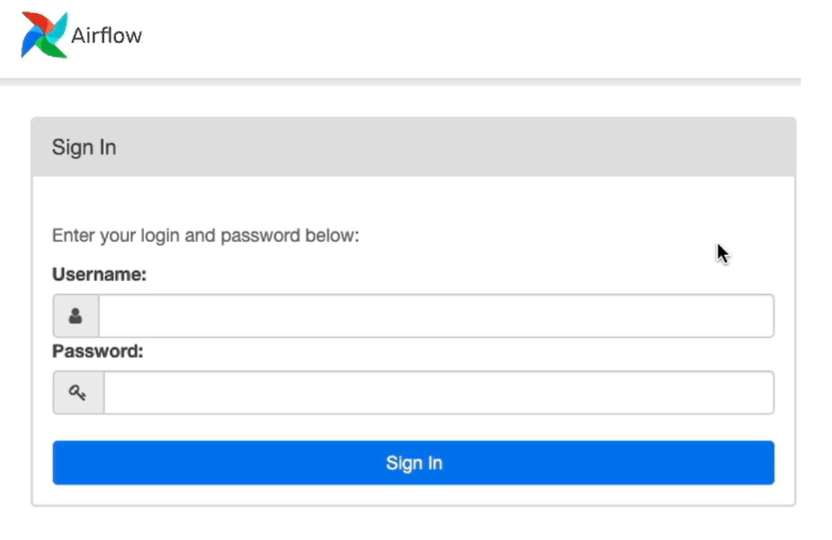 Airflow
Sign In
Enter your login and password below:
Username:
Password:
Sign In